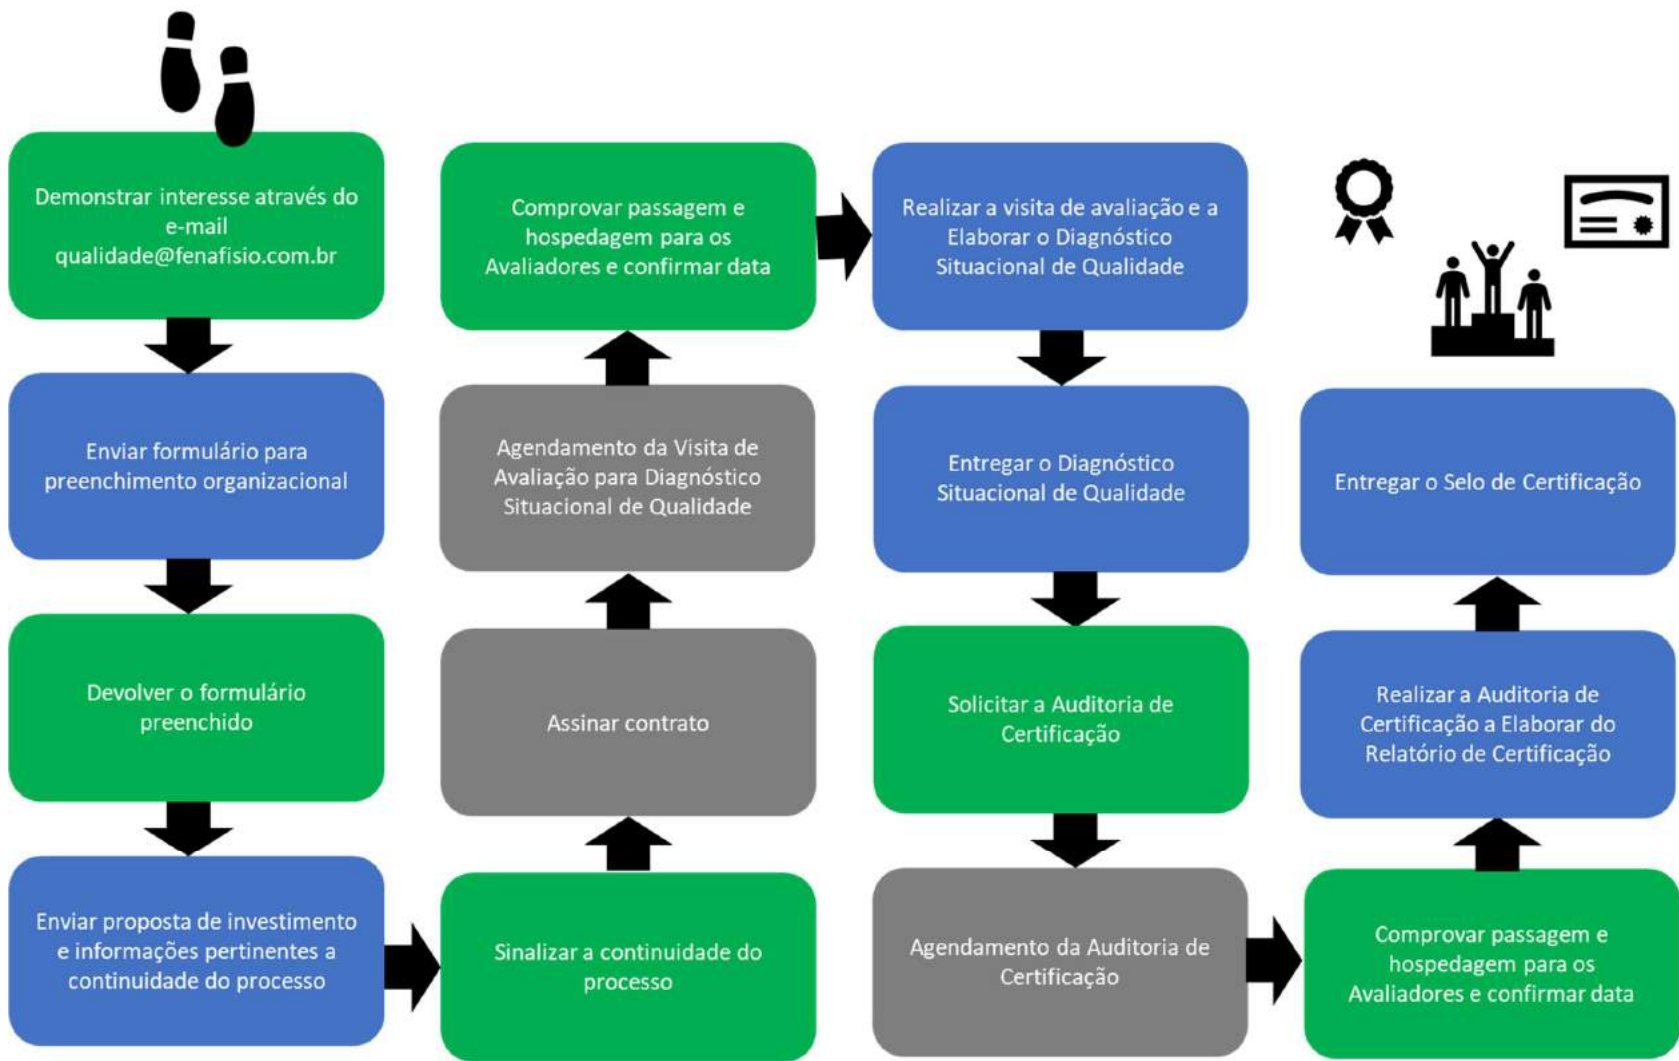 Demonstrar interesse através do
e-mail
qualidade@fenafisio.com.br
Enviar formulário para
preenchimento organizacional
Devolver o formulário
preenchido
Enviar proposta de investimento
e informações pertinentes a
continuidade do processo
Sinalizar a continuidade do
processo
Assinar contrato
Agendamento da Visita de
Avaliação para Diagnóstico
Situacional de Qualidade
Comprovar passagem e
hospedagem para os
Avaliadores e confirmar data
Realizar a visita de avaliação e a
Elaborar o Diagnóstico
Situacional de Qualidade
Entregar o Diagnóstico
Situacional de Qualidade
Solicitar a Auditoria de
Certificação
Agendamento da Auditoria de
Certificação
Comprovar passagem e
hospedagem para os
Avaliadores e confirmar data
Realizar a Auditoria de
Certificação a Elaborar do
Relatório de Certificação
Entregar o Selo de Certificação